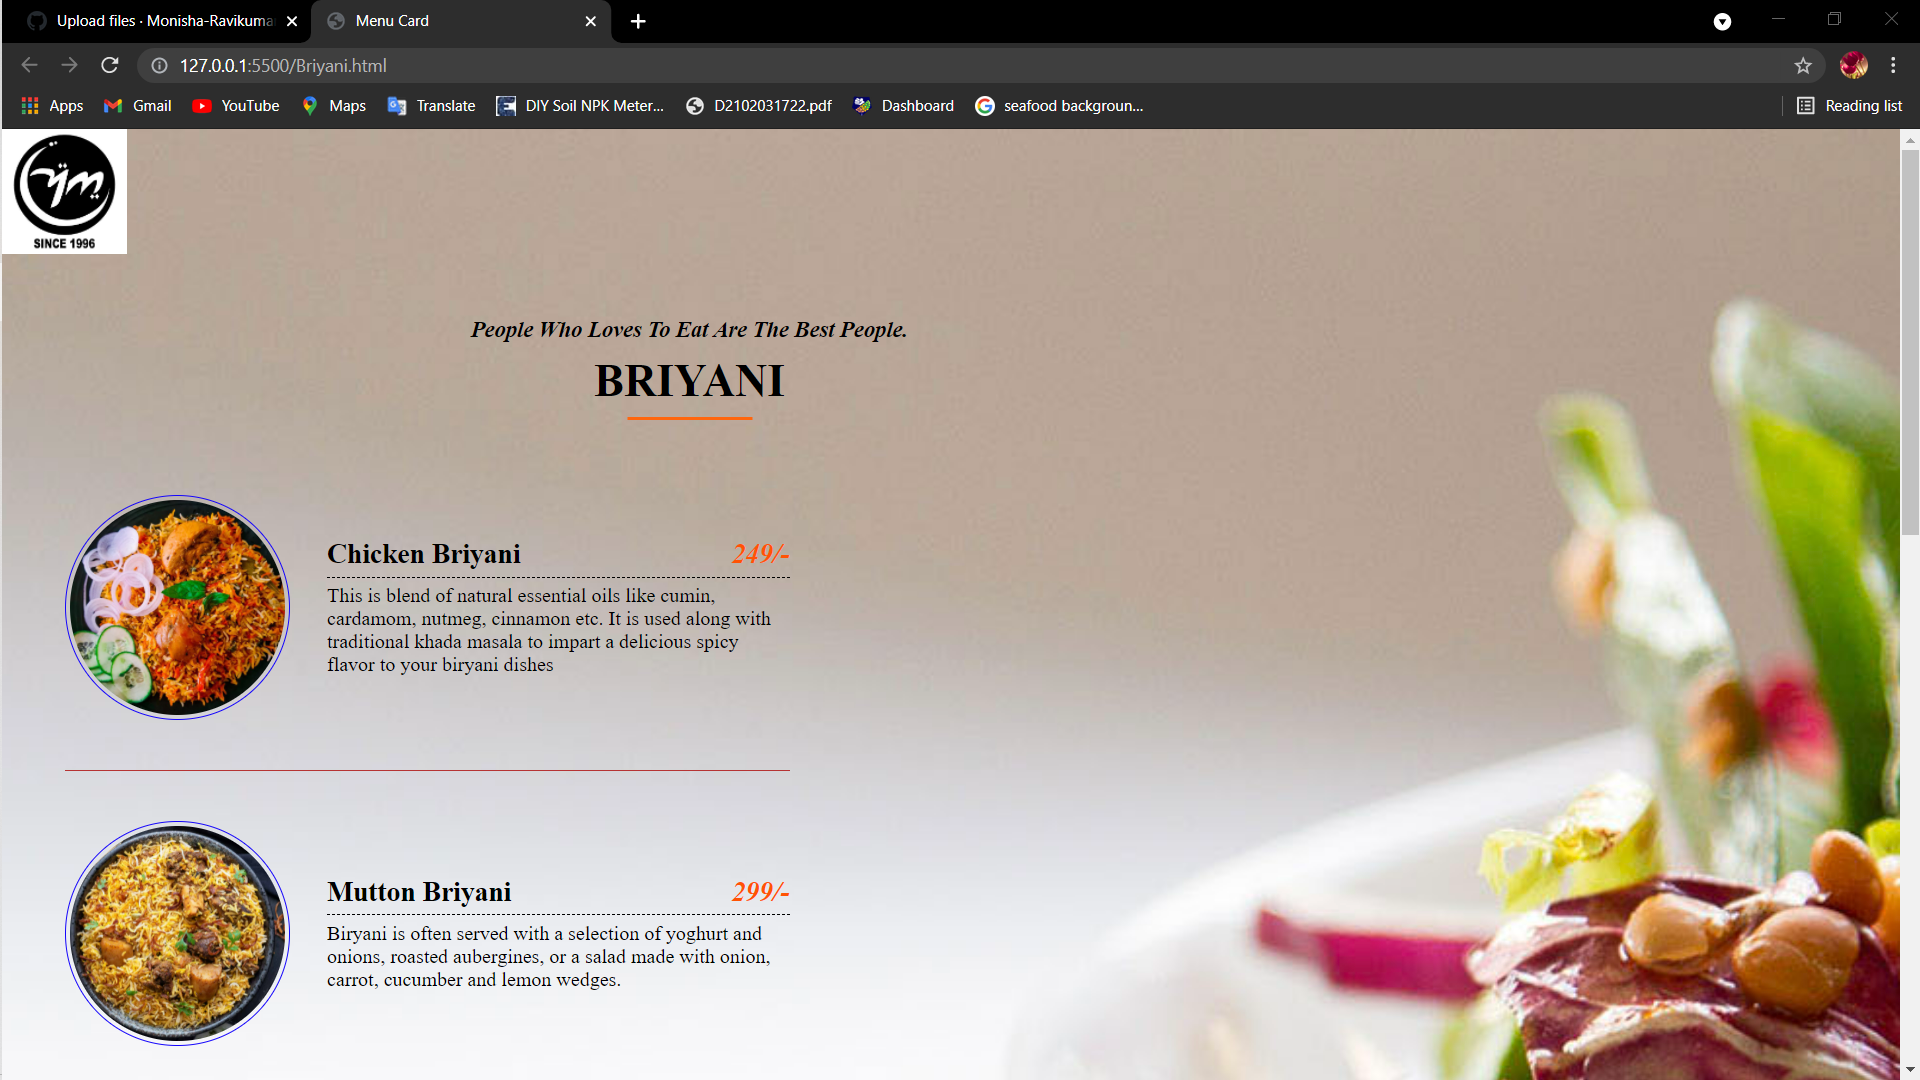 Upload files · Monisha-Ravikuma
Menu Card
127.0.0.1:5500/Briyani.html
Apps
Gmail
YouTube
Maps
Translate
DIY Soil NPK Meter...
D2102031722.pdf
Dashboard
seafood backgroun...
Reading list
SINCE 1996
People Who Loves To Eat Are The Best People.
BRIYANI
Chicken Briyani 249/-
This is blend of natural essential oils like cumin,
cardamom, nutmeg, cinnamon etc. It is used along with
traditional khada masala to impart a delicious spicy
flavor to your biryani dishes
Mutton Briyani 299/-
Biryani is often served with a selection of yoghurt and
onions, roasted aubergines, or a salad made with onion,
carrot, cucumber and lemon wedges.